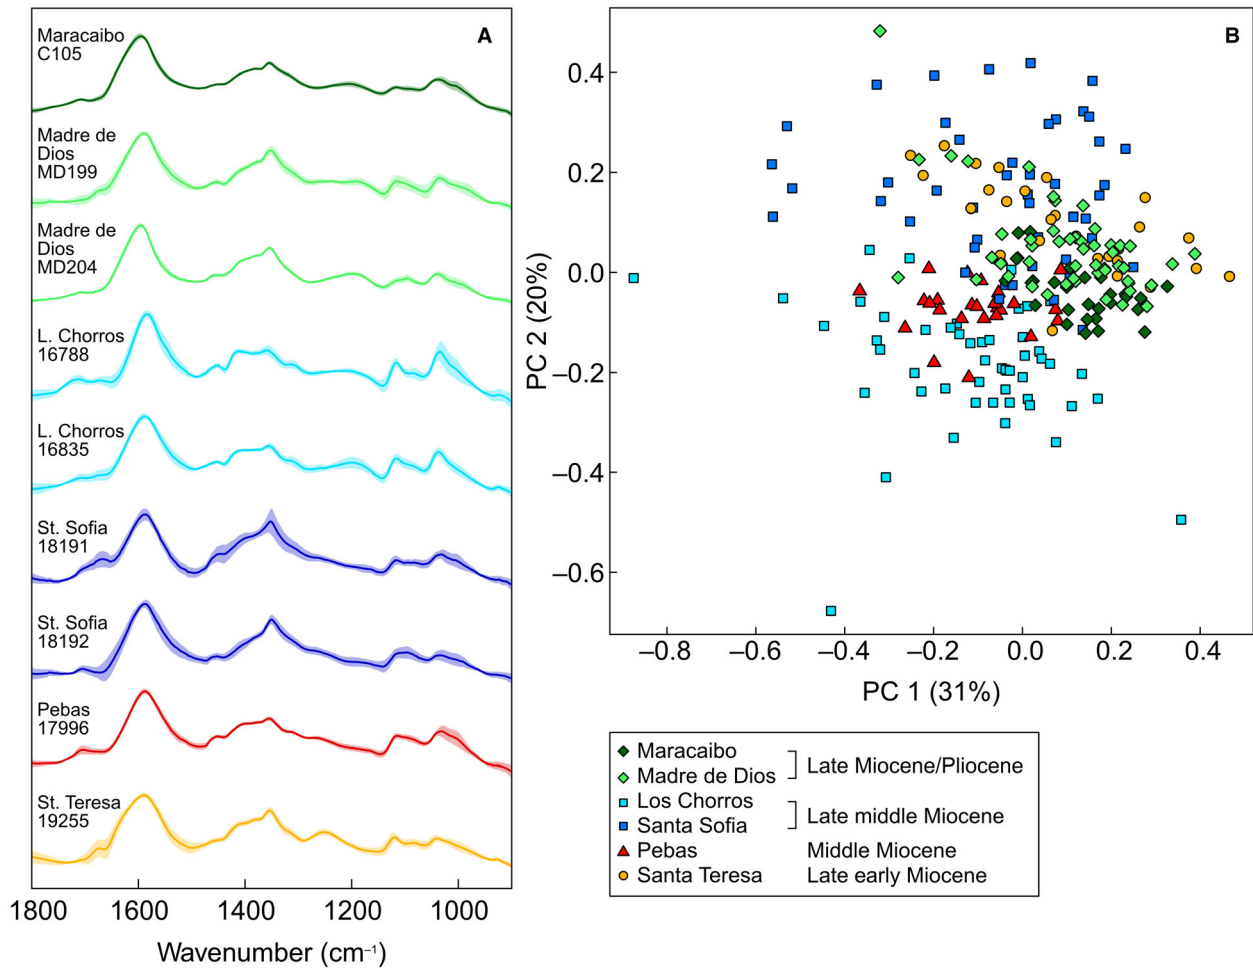 A
Maracaibo
C105
Madre de
Dios
MD199
Madre de
Dios
MD204
L. Chorros
16788
L. Chorros
16835
St. Sofia
18191
St. Sofia
18192
Pebas
17996
St. Teresa
19255
1800 1600 1400 1200 1000
Wavenumber (cm⁻¹)
B
0.4
0.2
0.0
−0.2
−0.4
−0.6
PC 2 (20%)
−0.8 −0.6 −0.4 −0.2 0.0 0.2 0.4
PC 1 (31%)
Maracaibo
Madre de Dios
Late Miocene/Pliocene
Los Chorros
Santa Sofia
Late middle Miocene
Pebas Middle Miocene
Santa Teresa Late early Miocene